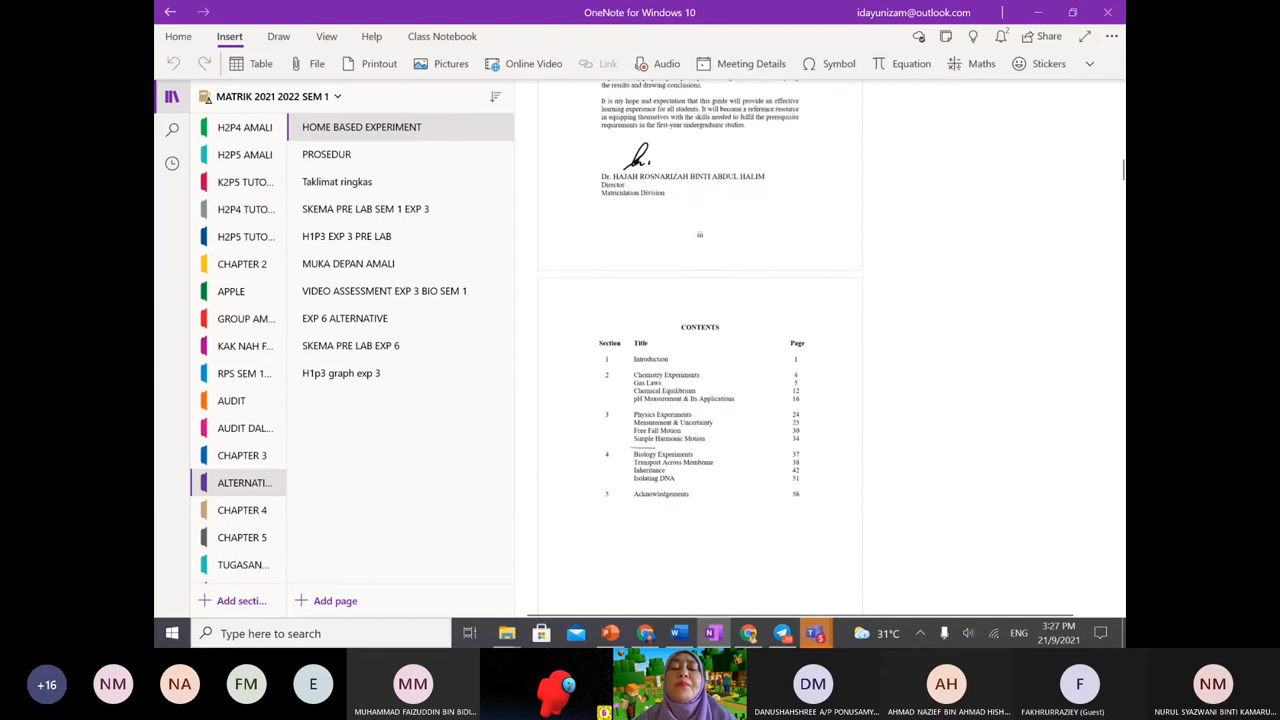 OneNote for Windows 10
idayunizam@outlook.com
Home
Insert
Draw
View
Help
Class Notebook
Share
Table
File
Printout
Pictures
Online Video
Link
Audio
Meeting Details
Symbol
Equation
Maths
Stickers
MATRIK 2021 2022 SEM 1
H2P4 AMALI
H2P5 AMALI
K2P5 TUTO...
H2P4 TUTO...
H2P5 TUTO...
CHAPTER 2
APPLE
GROUP AM...
KAK NAH F...
RPS SEM 1...
AUDIT
AUDIT DAL...
CHAPTER 3
ALTERNATI...
CHAPTER 4
CHAPTER 5
TUGASAN...
Add secti...
HOME BASED EXPERIMENT
PROSEDUR
Taklimat ringkas
SKEMA PRE LAB SEM 1 EXP 3
H1P3 EXP 3 PRE LAB
MUKA DEPAN AMALI
VIDEO ASSESSMENT EXP 3 BIO SEM 1
EXP 6 ALTERNATIVE
SKEMA PRE LAB EXP 6
H1p3 graph exp 3
Add page
the results and drawing conclusions.
It is my hope and expectation that this guide will provide an effective
learning experience for all students. It will become a reference resource
in equipping themselves with the skills needed to fulfil the prerequisite
requirements in the first-year undergraduate studies.
Dr. HAJAH ROSNARIZAH BINTI ABDUL HALIM
Director
Matriculation Division
iii
CONTENTS
Section Title Page
1 Introduction 1
2 Chemistry Experiments 4
Gas Laws 5
Chemical Equilibrium 12
pH Measurement & Its Applications 16
3 Physics Experiments 24
Measurement & Uncertainty 25
Free Fall Motion 30
Simple Harmonic Motion 34
4 Biology Experiments 37
Transport Across Membrane 38
Inheritance 42
Isolating DNA 51
5 Acknowledgements 56
Type here to search
31°C
ENG
3:27 PM
21/9/2021
+16
NM
NA
FM
E
MM
MUHAMMAD FAIZUDDIN BIN BIDI...
DM
DANUSHAHSHREE A/P PONUSAMY...
AH
AHMAD NAZIEF BIN AHMAD HISH...
F
FAKHRURRAZIEY (Guest)
NM
NURUL SYAZWANI BINTI KAMARU...